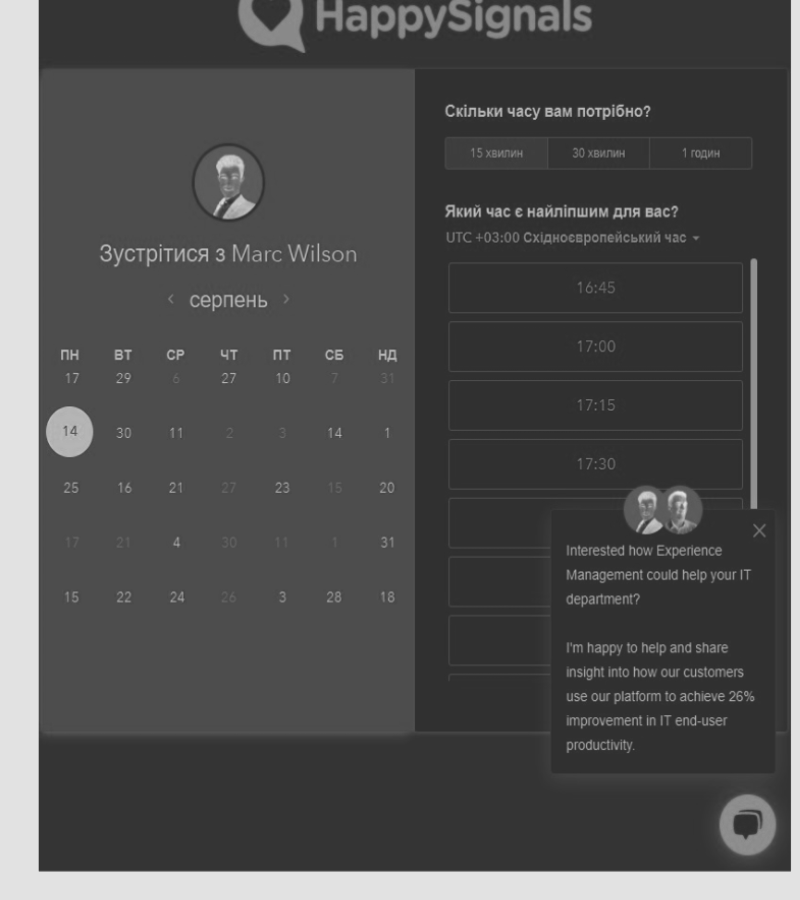 HappySignals
Зустрітися з Marc Wilson
‹ серпень ›
ПН ВТ СР ЧТ ПТ СБ НД
17 29 6 27 10 7 31
14 30 11 2 3 14 1
25 16 21 27 23 15 20
17 21 4 30 11 1 31
15 22 24 26 3 28 18
Скільки часу вам потрібно?
15 хвилин 30 хвилин 1 годин
Який час є найліпшим для вас?
UTC +03:00 Східноєвропейський час
16:45
17:00
17:15
17:30
Interested how Experience
Management could help your IT
department?
I'm happy to help and share
insight into how our customers
use our platform to achieve 26%
improvement in IT end-user
productivity.